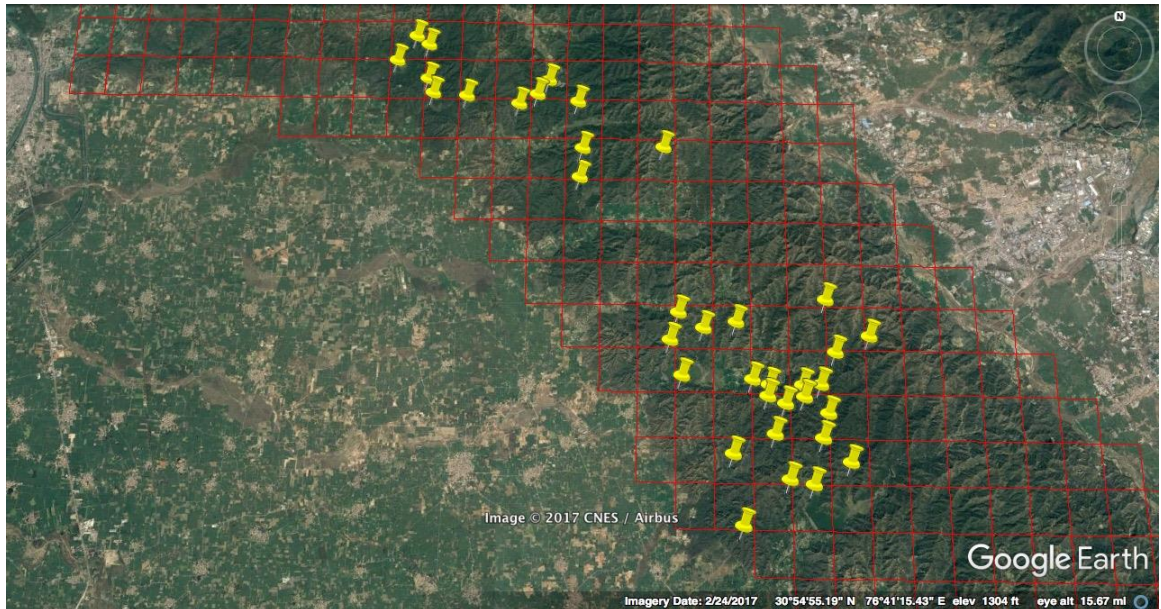 N
Image © 2017 CNES / Airbus
Google Earth
Imagery Date: 2/24/2017 30°54'55.19" N 76°41'15.43" E elev 1304 ft eye alt 15.67 mi